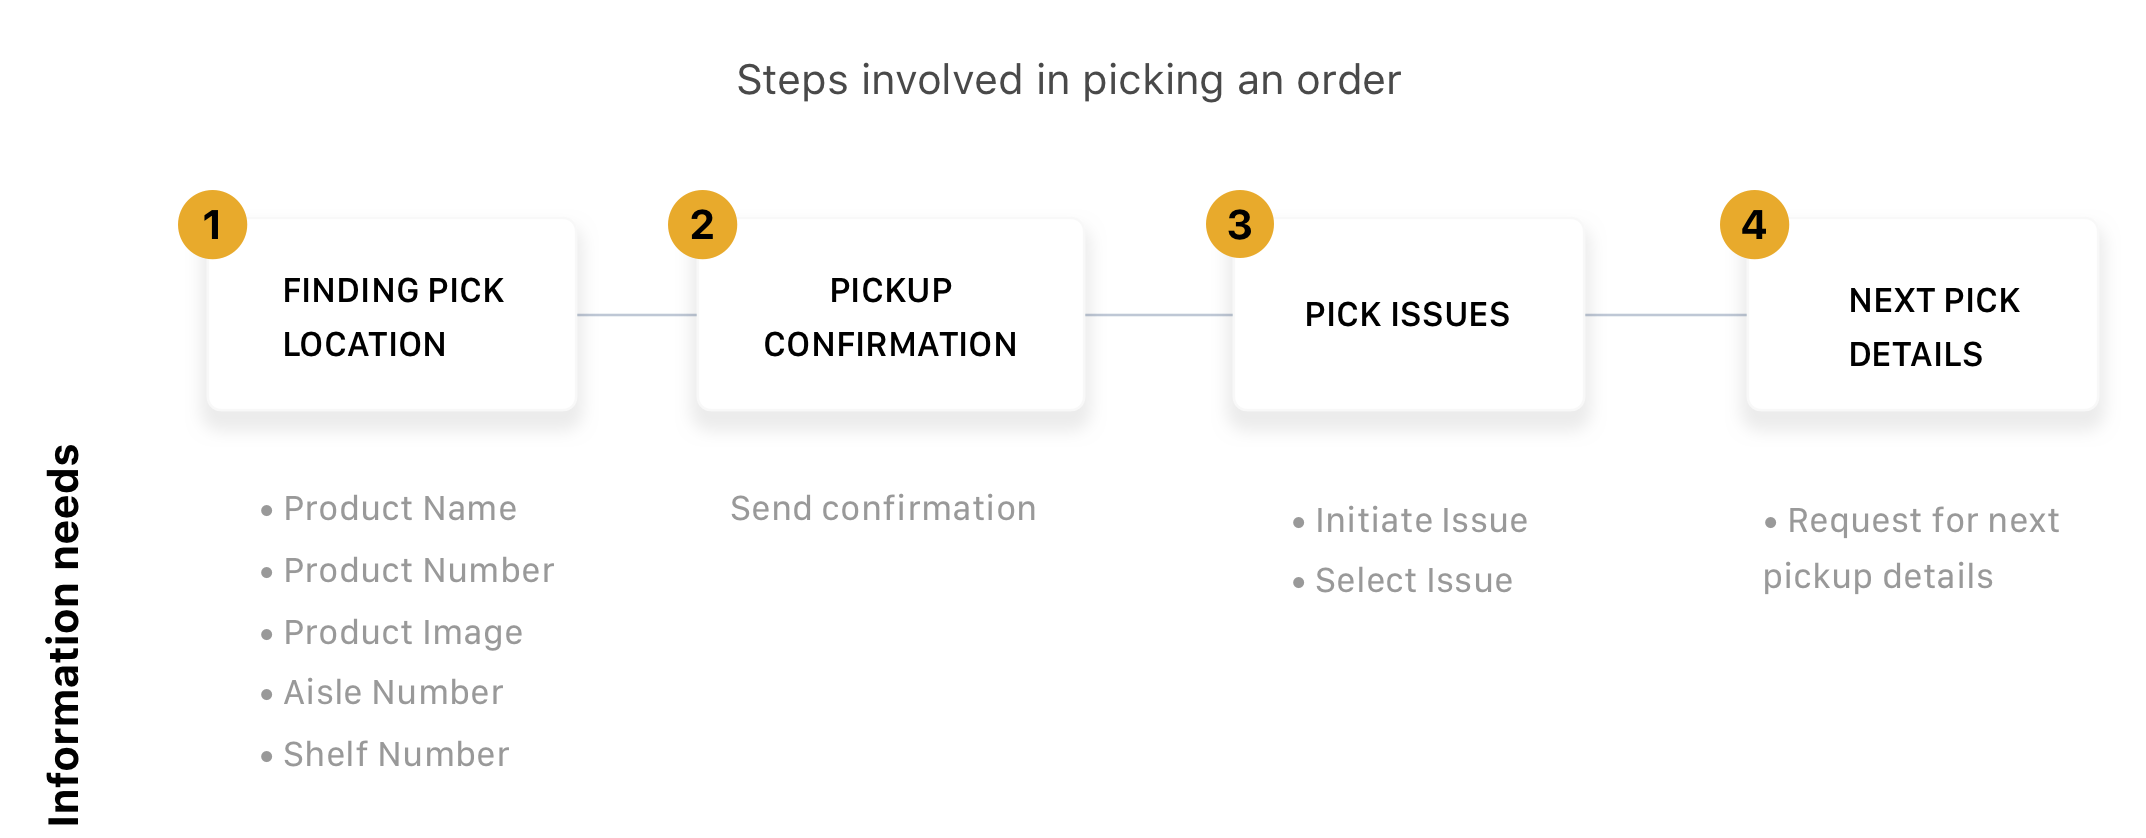 Steps involved in picking an order
1
FINDING PICK
LOCATION
2
PICKUP
CONFIRMATION
3
PICK ISSUES
4
NEXT PICK
DETAILS
Information needs
• Product Name
• Product Number
• Product Image
• Aisle Number
• Shelf Number
Send confirmation
• Initiate Issue
• Select Issue
• Request for next
pickup details